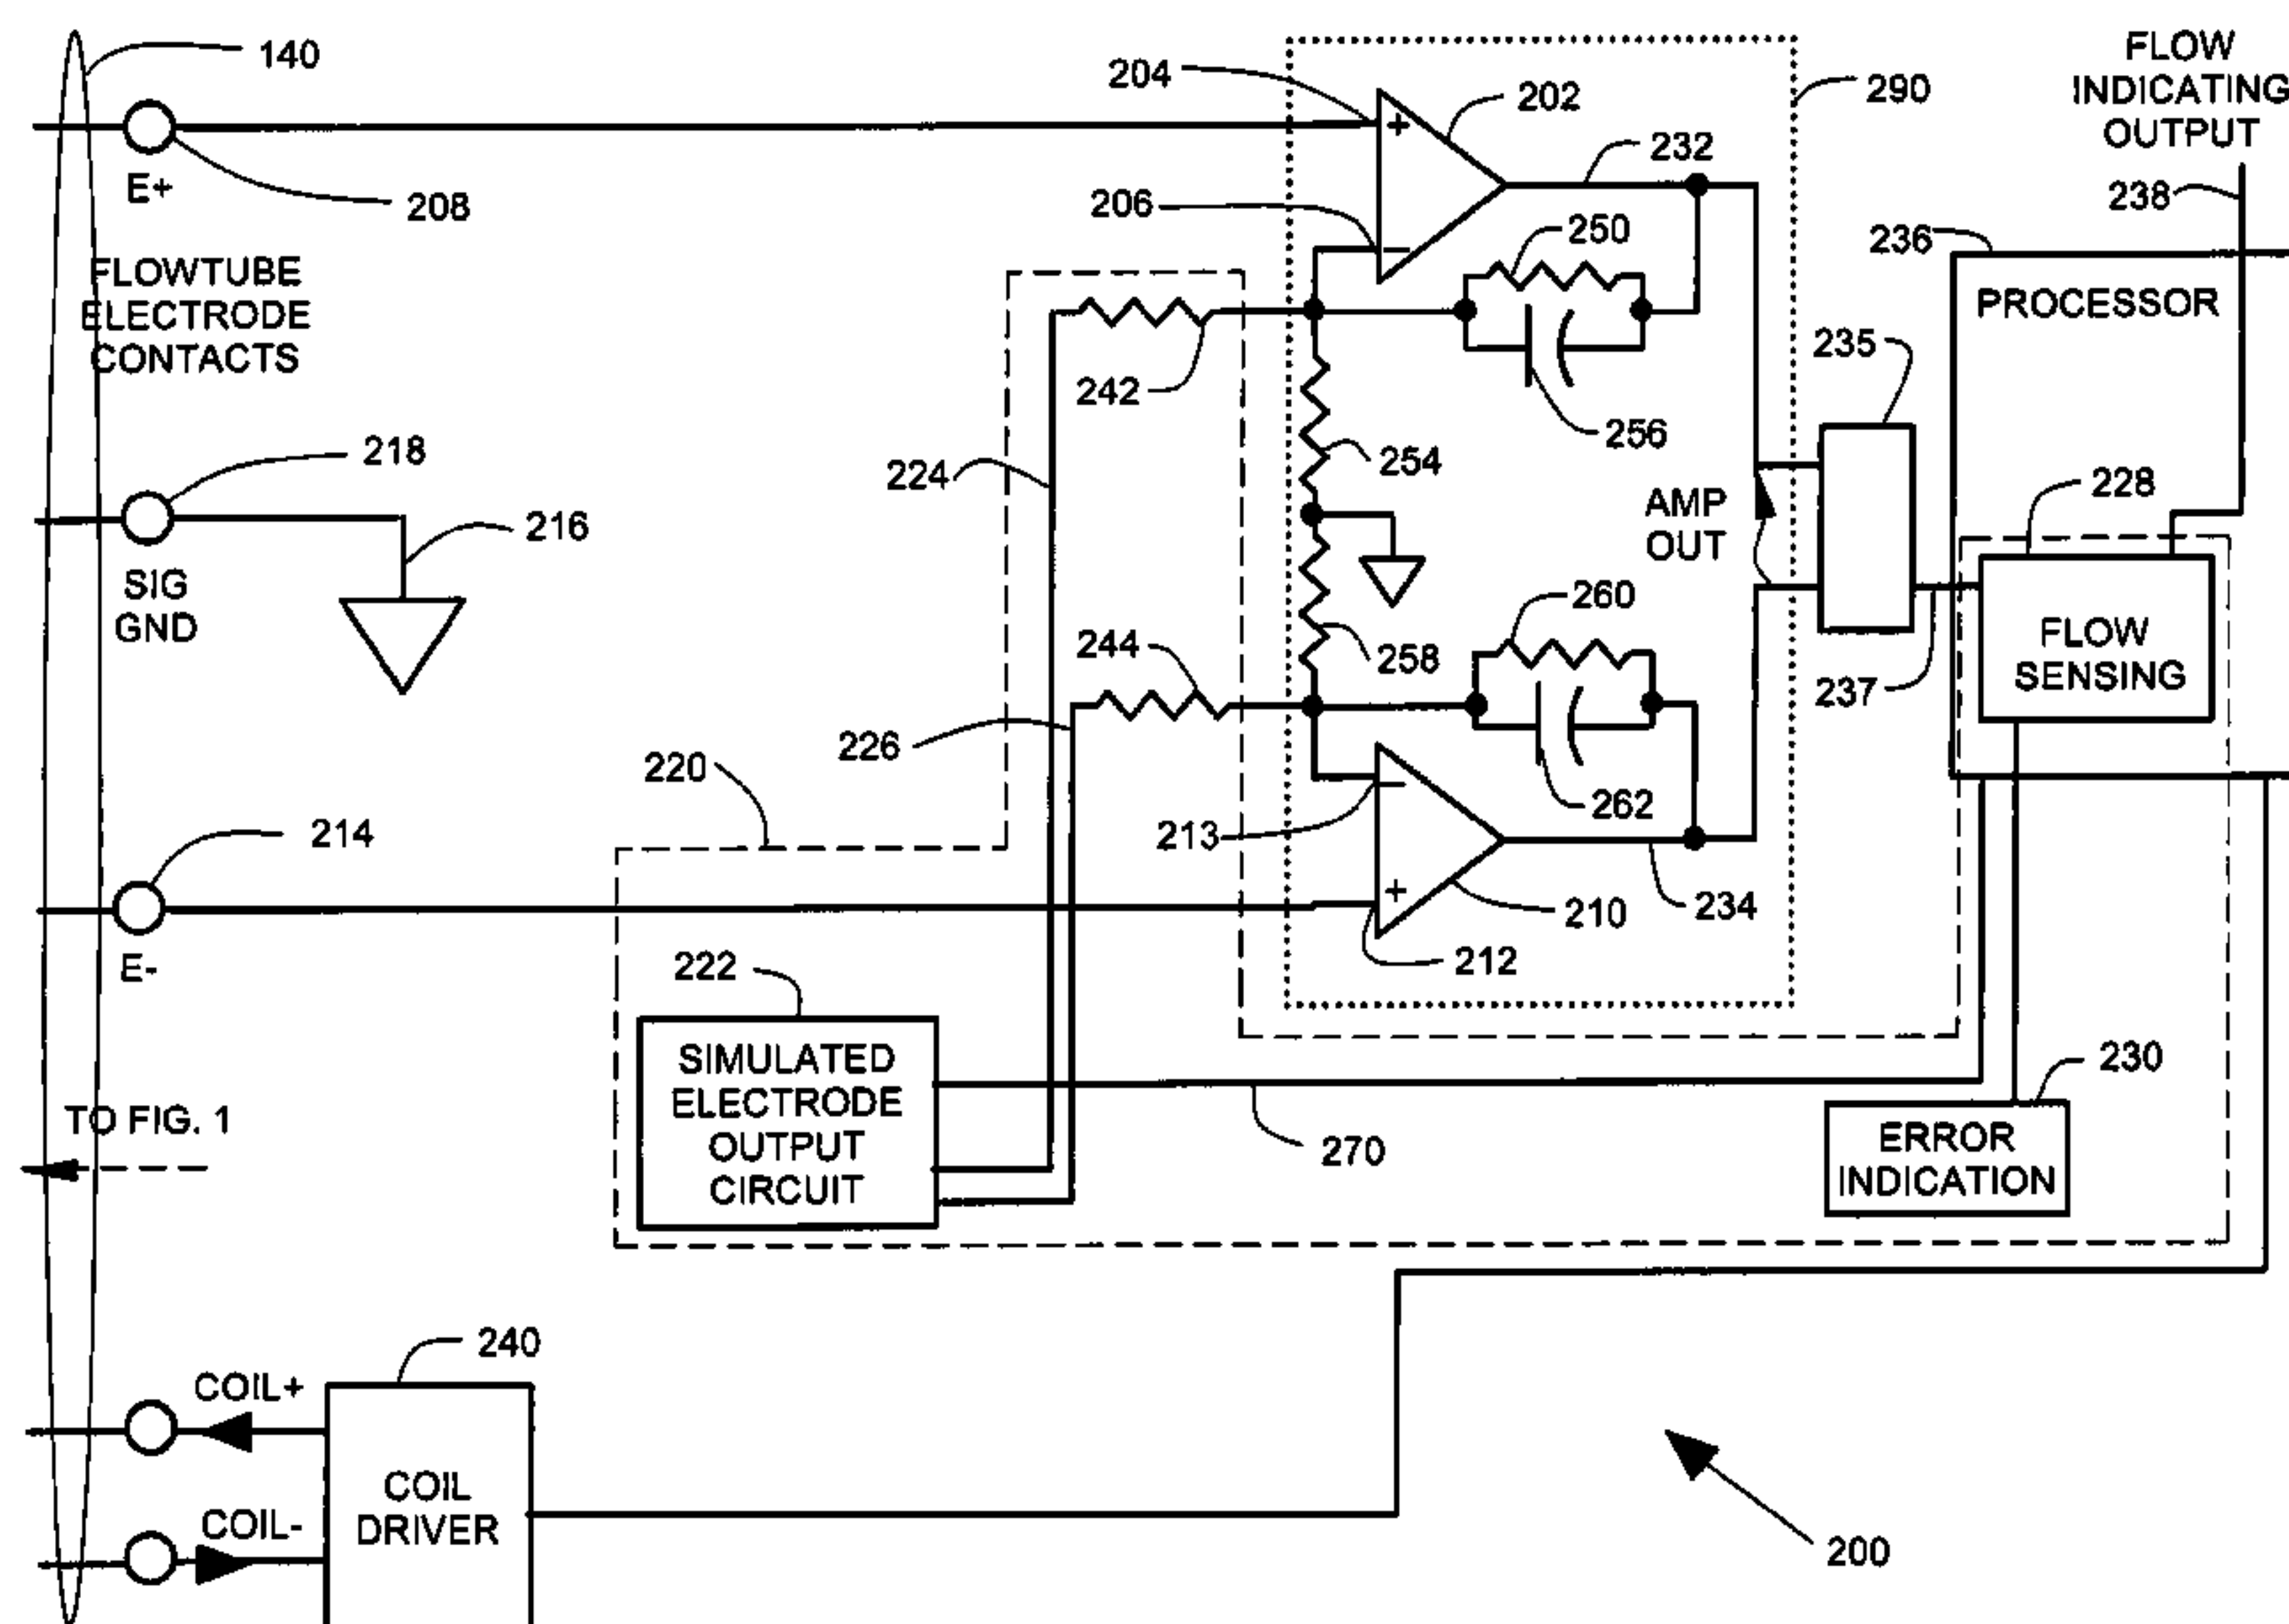 140
204
202
290
FLOW
INDICATING
OUTPUT
E+
208
206
232
238
FLOWTUBE
ELECTRODE
CONTACTS
250
236
PROCESSOR
242
256
235
218
224
254
228
216
AMP
OUT
SIG
GND
260
FLOW
SENSING
244
258
237
226
220
214
213
262
+
−
−
+
E-
222
212
210
234
SIMULATED
ELECTRODE
OUTPUT
CIRCUIT
230
TO FIG. 1
270
ERROR
INDICATION
240
COIL+
COIL-
COIL
DRIVER
200